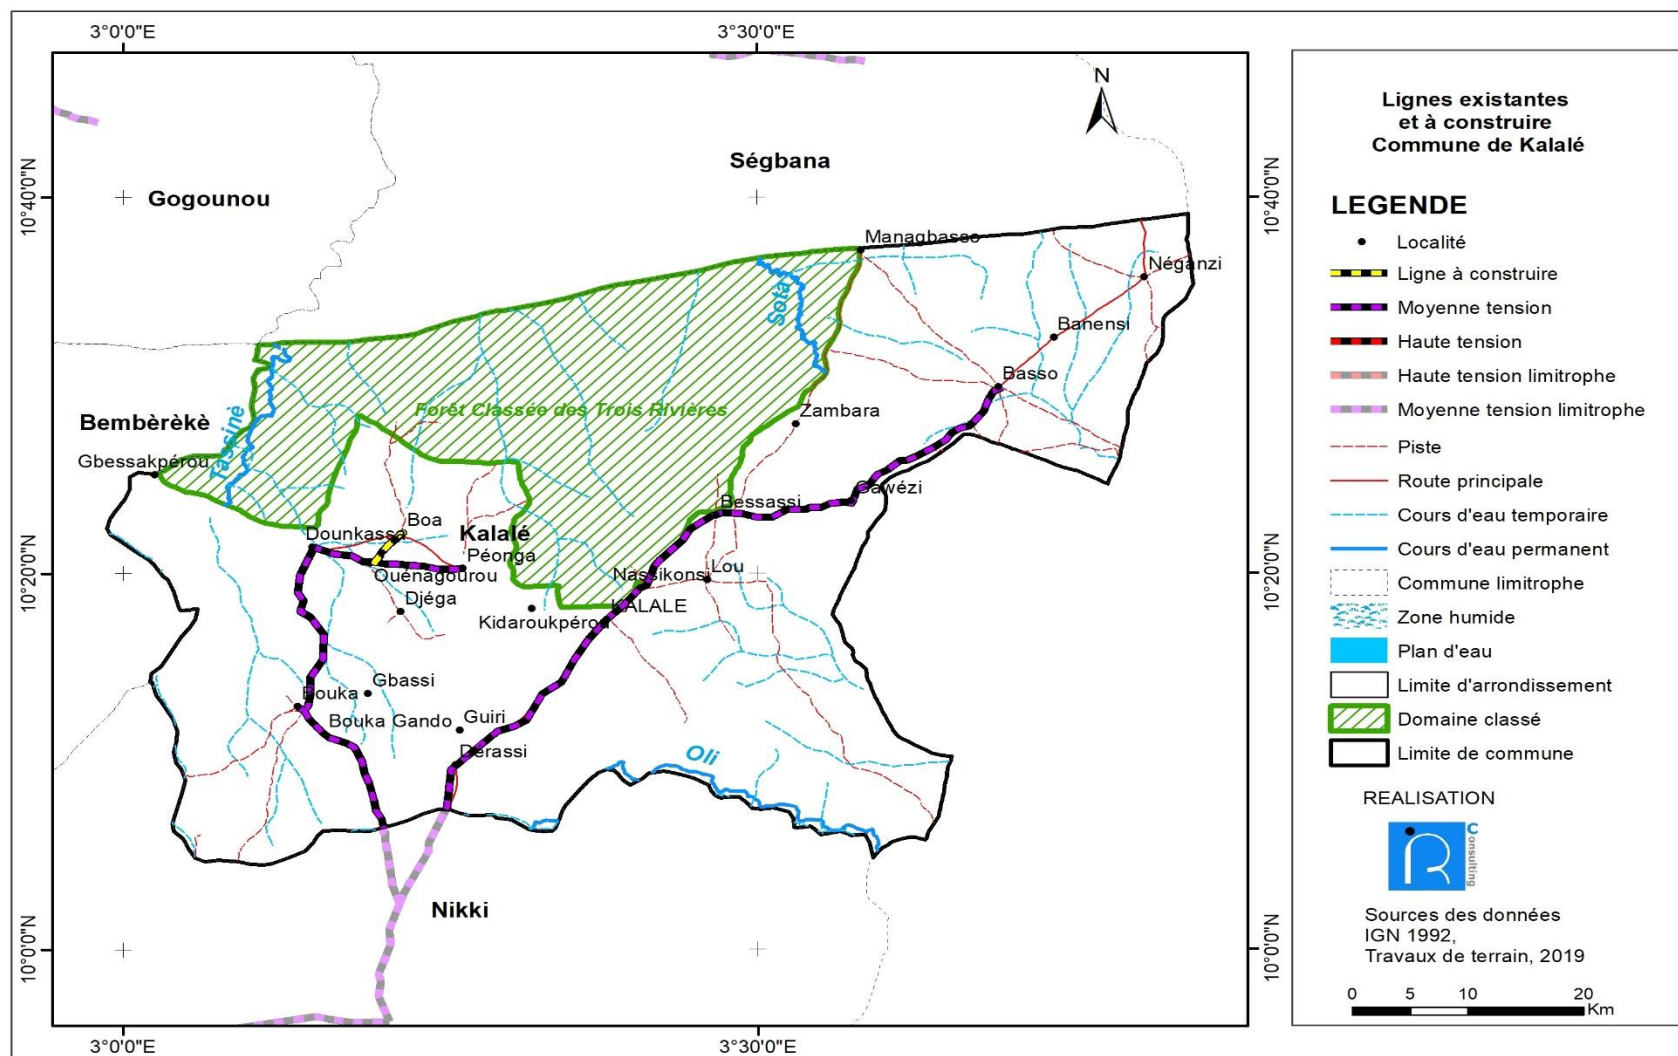 3°0'0"E
3°30'0"E
N
Ségbana
10°40'0"N
10°40'0"N
Gogounou
Managbasso
Néganzi
Sota
Banensi
Basso
Forêt Classée des Trois Rivières
Zambara
Bembèrèkè
Tassinè
Gbessakpérou
Gawézi
Bessassi
Boa
Dounkassa
Kalalé
Péonga
10°20'0"N
10°20'0"N
Ouénagourou
Nassikonsi
Lou
Djéga
KALALE
Kidaroukpérou
Gbassi
Bouka
Bouka Gando
Guiri
Derassi
Oli
Nikki
10°0'0"N
10°0'0"N
3°0'0"E
3°30'0"E
Lignes existantes
et à construire
Commune de Kalalé
LEGENDE
Localité
Ligne à construire
Moyenne tension
Haute tension
Haute tension limitrophe
Moyenne tension limitrophe
Piste
Route principale
Cours d'eau temporaire
Cours d'eau permanent
Commune limitrophe
Zone humide
Plan d'eau
Limite d'arrondissement
Domaine classé
Limite de commune
REALISATION
iR
Consulting
Sources des données
IGN 1992,
Travaux de terrain, 2019
0 5 10 20
Km